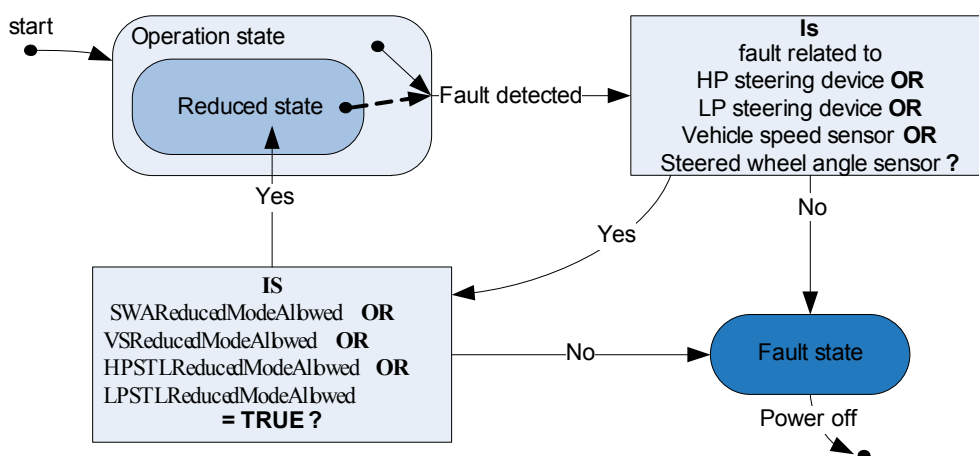 start
Operation state
Reduced state
Fault detected
Is
fault related to
HP steering device OR
LP steering device OR
Vehicle speed sensor OR
Steered wheel angle sensor ?
Yes
Yes
No
IS
SWAReducedModeAllowed OR
VSReducedModeAllowed OR
HPSTLReducedModeAllowed OR
LPSTLReducedModeAllowed
= TRUE ?
No
Fault state
Power off